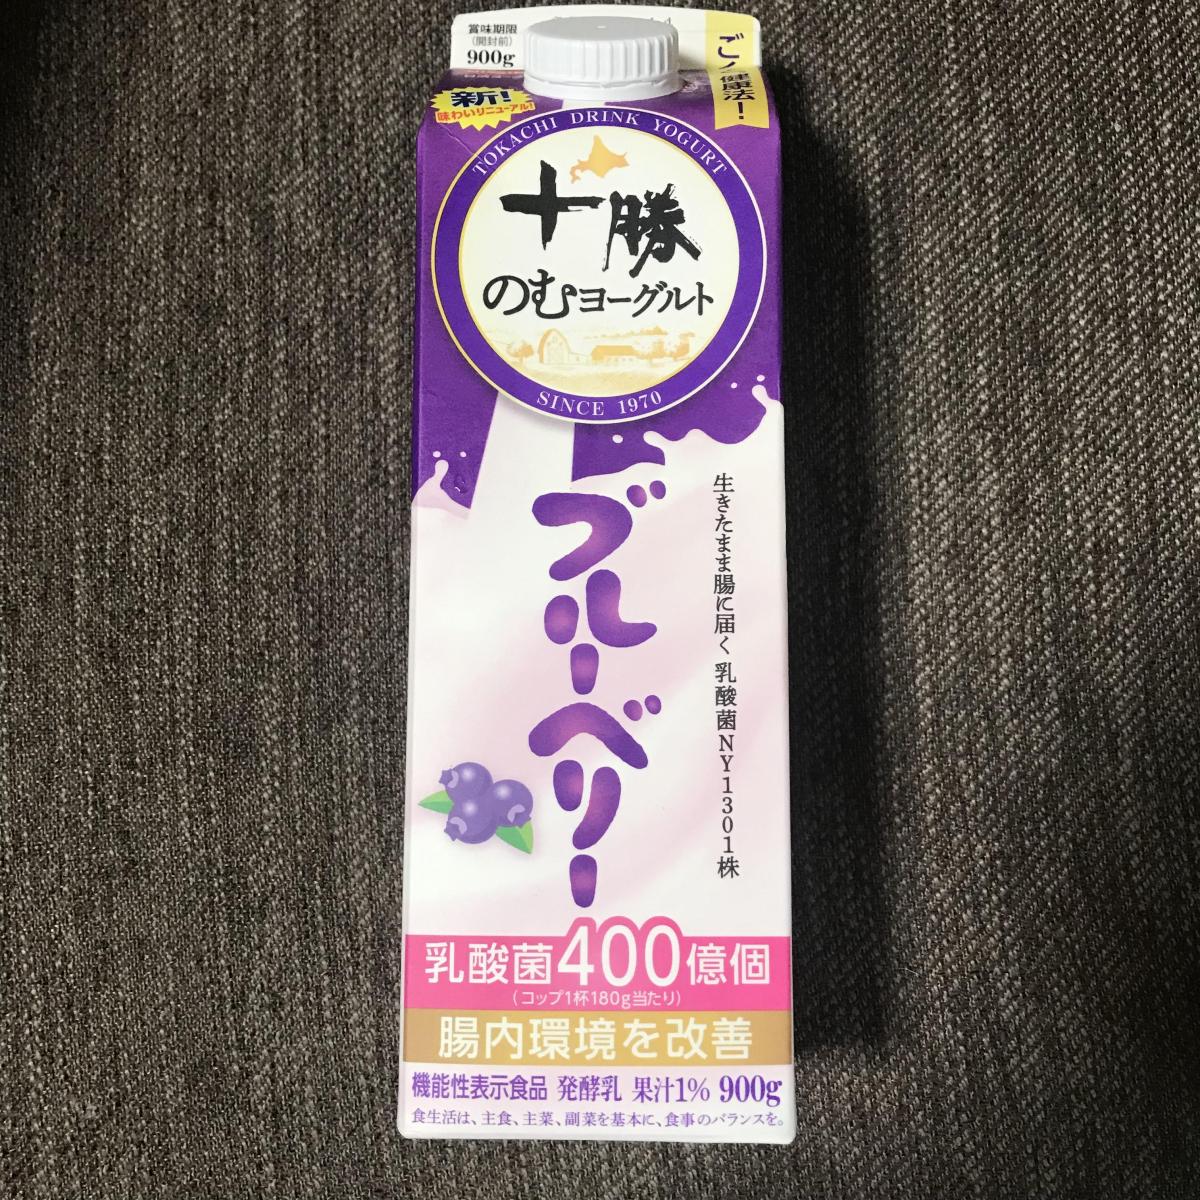 賞味期限
(開封前)
900g
健康法!
新!
味わいリニューアル!
TOKACHI DRINK YOGURT
十勝
のむヨーグルト
SINCE 1970
ブルーベリー
生きたまま腸に届く 乳酸菌NY1301株
乳酸菌400億個
(コップ1杯180g当たり)
腸内環境を改善
機能性表示食品 発酵乳 果汁1% 900g
食生活は、主食、主菜、副菜を基本に、食事のバランスを。